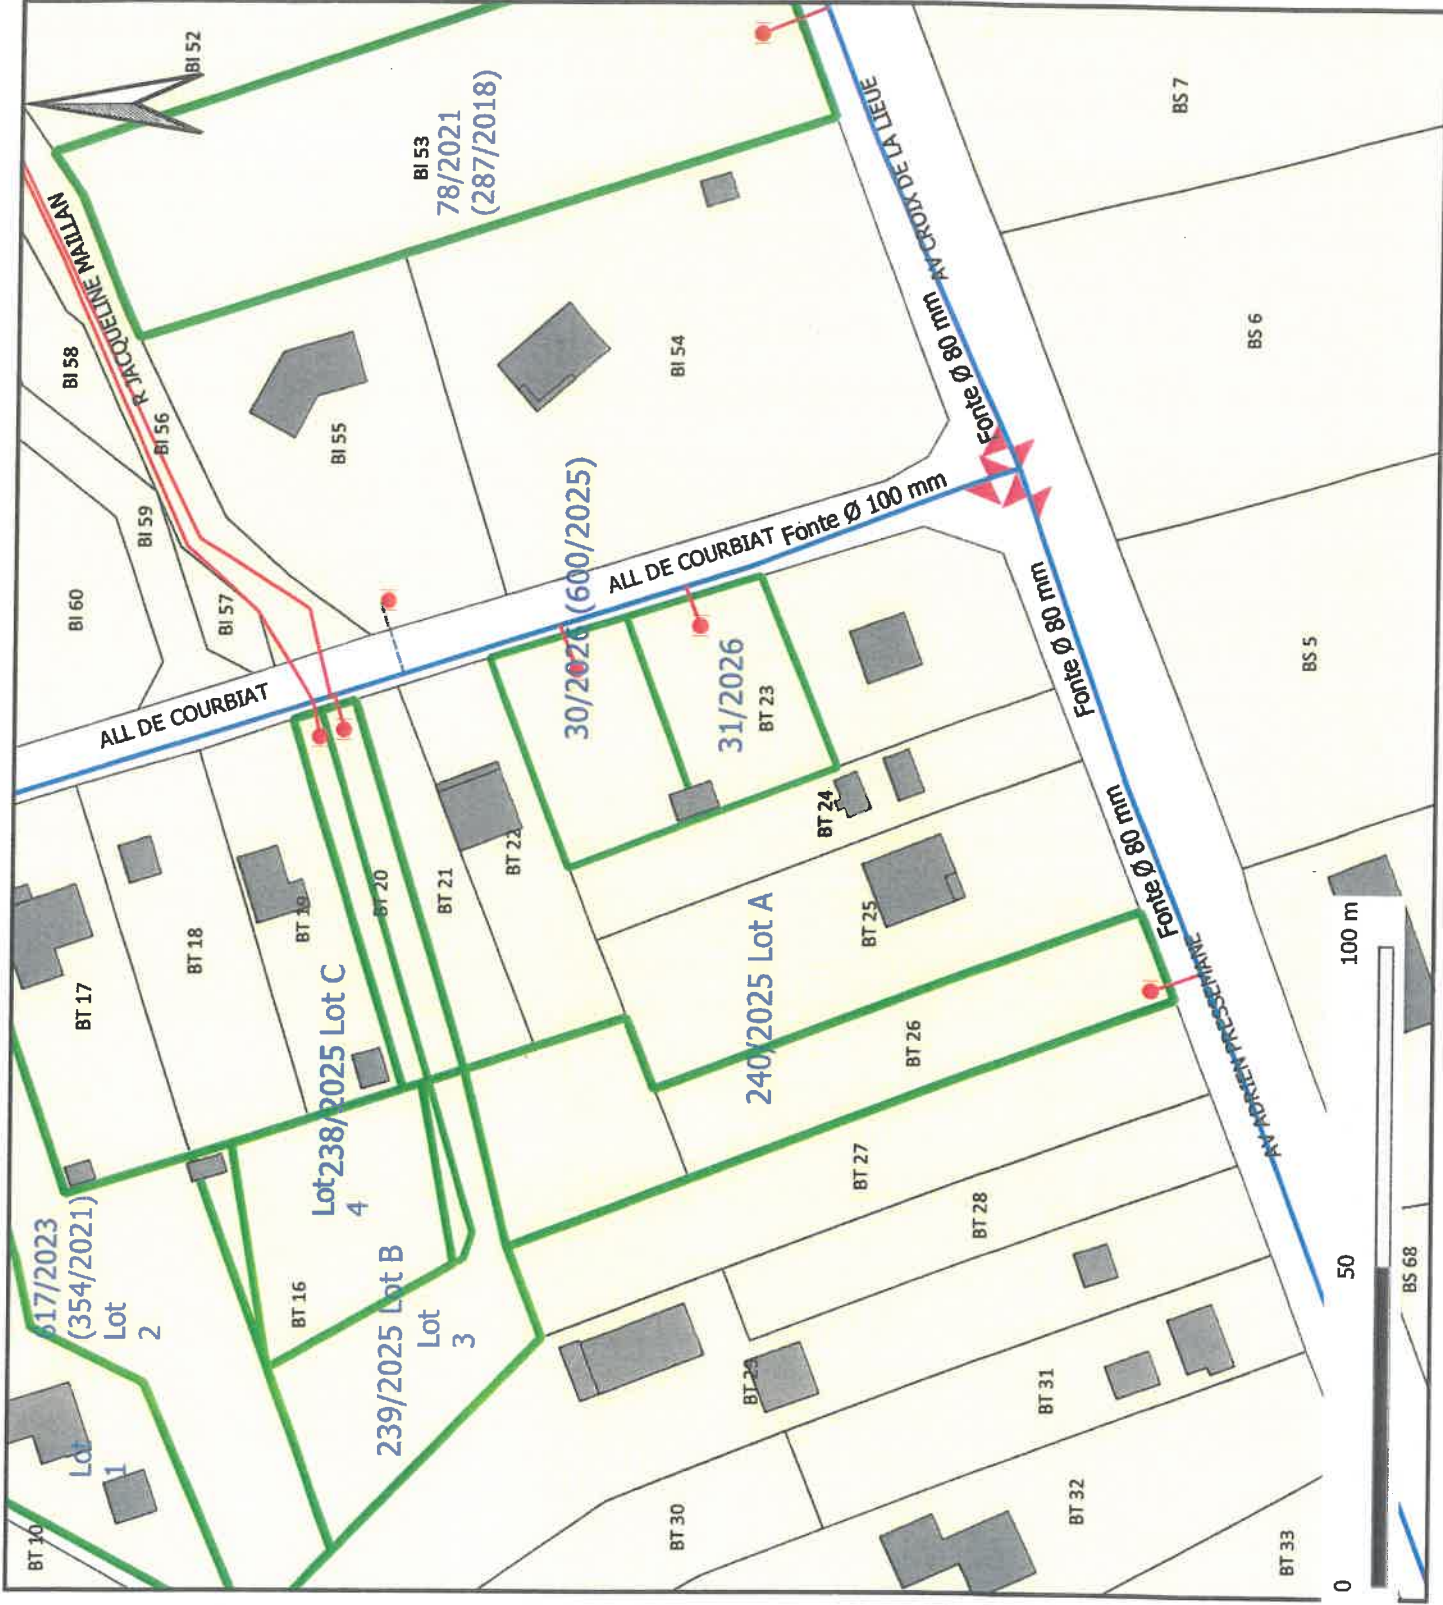 BI 52
BI 53
78/2021
(287/2018)
R JACQUELINE MAILLAN
BI 58
BI 56
BI 59
BI 60
BI 57
BI 55
BI 54
BS 7
AV CROIX DE LA LIEUE
Fonte Ø 80 mm
BS 6
ALL DE COURBIAT
Fonte Ø 100 mm
30/2026 (600/2025)
31/2026
BT 23
ALL DE COURBIAT
Fonte Ø 80 mm
BS 5
BT 17
BT 18
BT 19
BT 20
BT 21
BT 22
BT 24
BT 25
Fonte Ø 80 mm
Lot 238/2025 Lot C
4
240/2025 Lot A
BT 26
AV ADRIEN PRESSEMANE
617/2023
(354/2021)
Lot
2
BT 16
239/2025 Lot B
Lot
3
BT 27
BT 28
BT 29
BT 31
Lot
1
BT 10
BT 30
BT 32
BT 33
BS 68
0
50
100 m